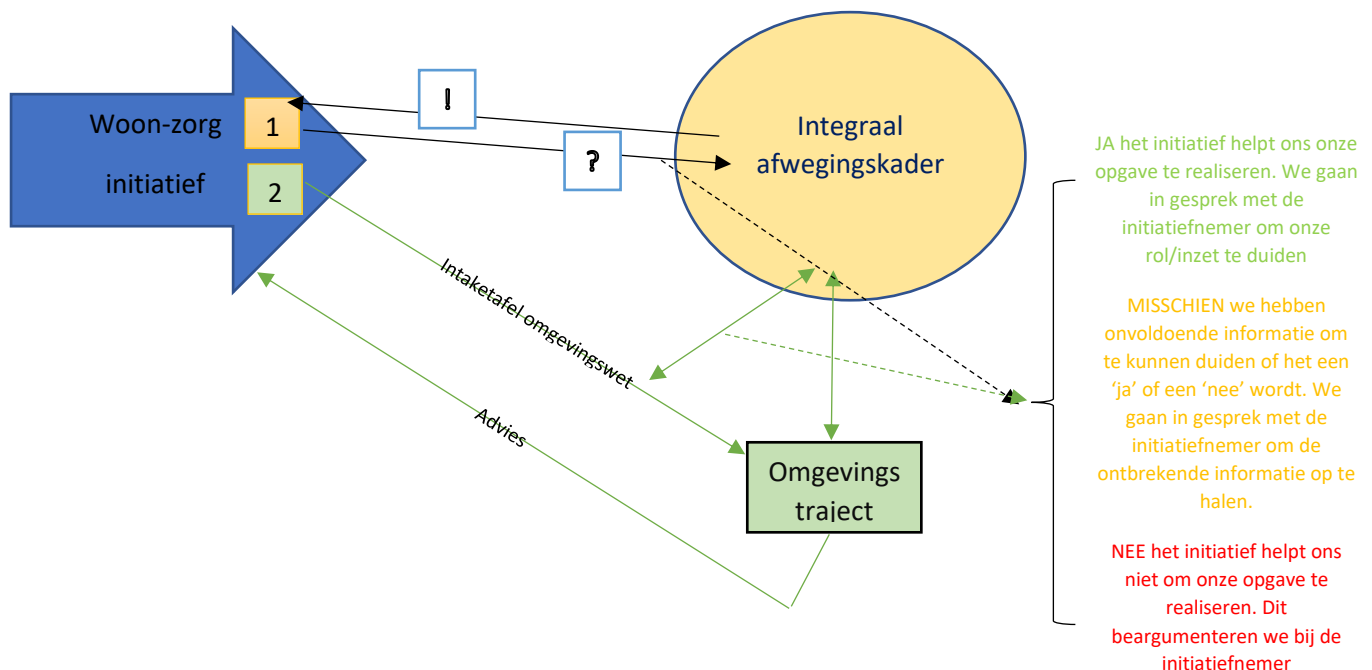 !
Woon-zorg
1
initiatief
2
?
Integraal
afwegingskader
Intaketafel omgevingswet
Advies
Omgevings
traject
JA het initiatief helpt ons onze
opgave te realiseren. We gaan
in gesprek met de
initiatiefnemer om onze
rol/inzet te duiden
MISSCHIEN we hebben
onvoldoende informatie om
te kunnen duiden of het een
‘ja’ of een ‘nee’ wordt. We
gaan in gesprek met de
initiatiefnemer om de
ontbrekende informatie op te
halen.
NEE het initiatief helpt ons
niet om onze opgave te
realiseren. Dit
beargumenteren we bij de
initiatiefnemer